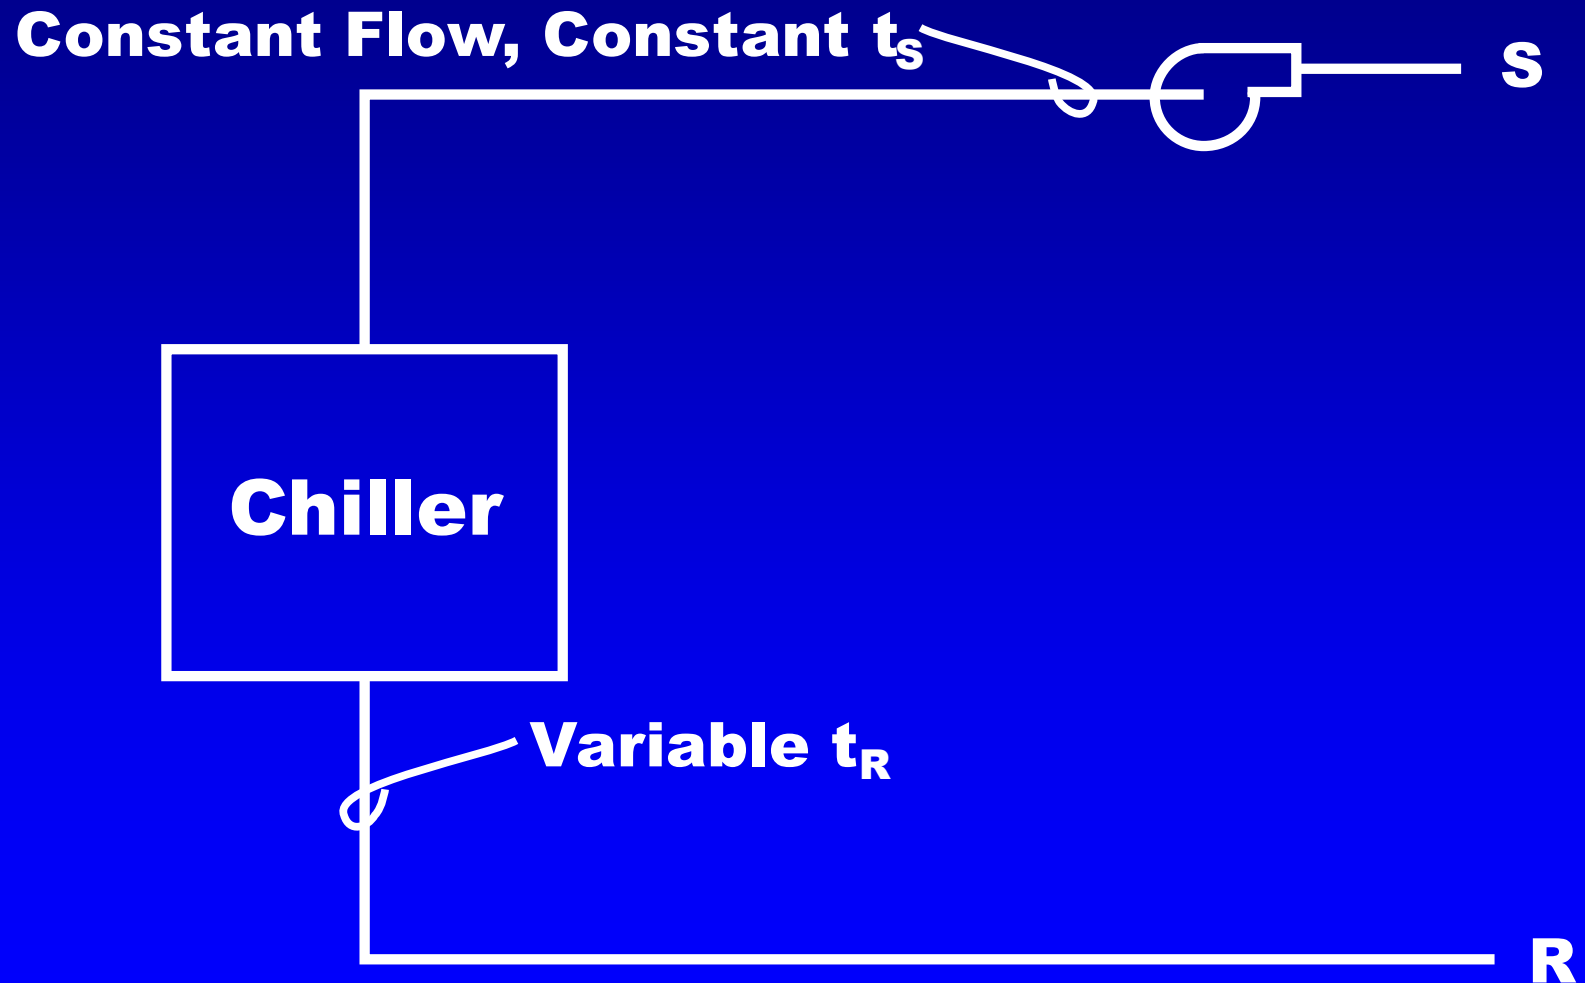 Constant Flow, Constant tS
S
Chiller
Variable tR
R